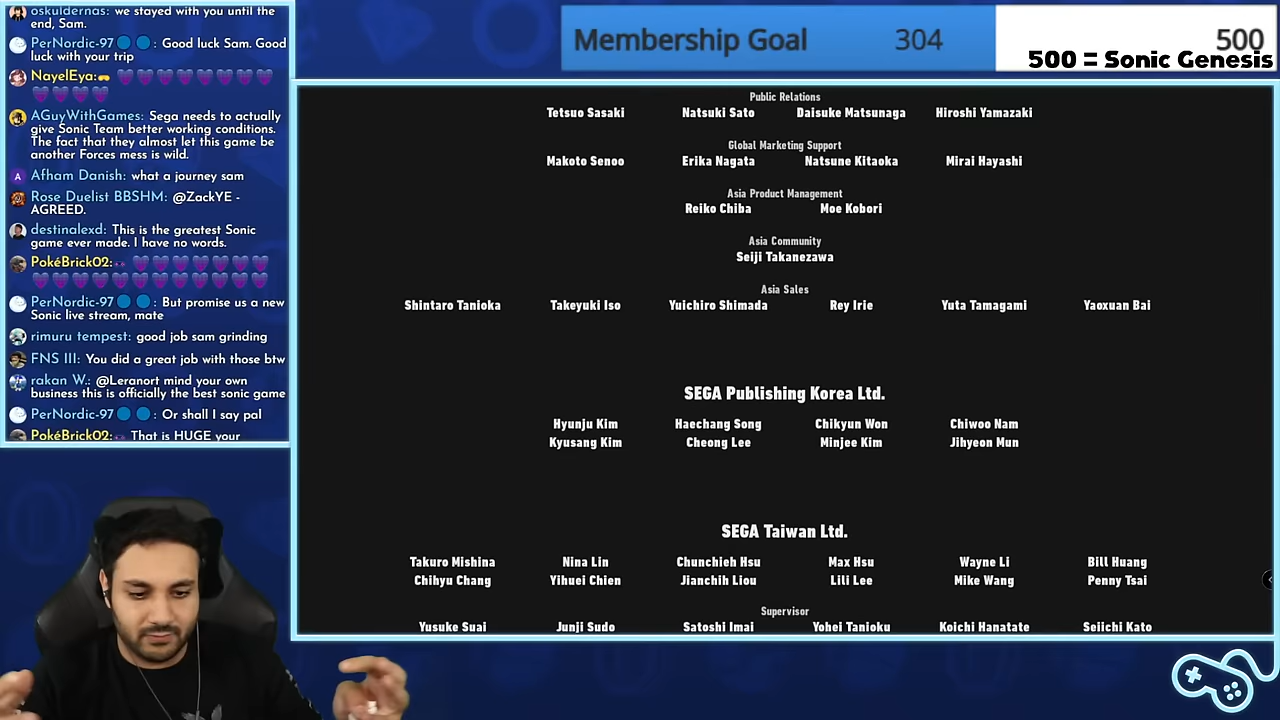 oskuldernas: we stayed with you until the
end, Sam.
PerNordic-97 : Good luck Sam. Good
luck with your trip
NayelEya:
AGuyWithGames: Sega needs to actually
give Sonic Team better working conditions.
The fact that they almost let this game be
another Forces mess is wild.
A Afham Danish: what a journey sam
Rose Duelist BBSHM: @ZackYE -
AGREED.
destinalexd: This is the greatest Sonic
game ever made. I have no words.
PokéBrick02:
PerNordic-97 : But promise us a new
Sonic live stream, mate
rimuru tempest: good job sam grinding
FNS III: You did a great job with those btw
rakan W.: @Leranort mind your own
business this is officially the best sonic game
PerNordic-97 : Or shall I say pal
PokéBrick02: That is HUGE your
Membership Goal 304 500
500 = Sonic Genesis
Public Relations
Tetsuo Sasaki Natsuki Sato Daisuke Matsunaga Hiroshi Yamazaki
Global Marketing Support
Makoto Senoo Erika Nagata Natsune Kitaoka Mirai Hayashi
Asia Product Management
Reiko Chiba Moe Kobori
Asia Community
Seiji Takanezawa
Asia Sales
Shintaro Tanioka Takeyuki Iso Yuichiro Shimada Rey Irie Yuta Tamagami Yaoxuan Bai
SEGA Publishing Korea Ltd.
Hyunju Kim Haechang Song Chikyun Won Chiwoo Nam
Kyusang Kim Cheong Lee Minjee Kim Jihyeon Mun
SEGA Taiwan Ltd.
Takuro Mishina Nina Lin Chunchieh Hsu Max Hsu Wayne Li Bill Huang
Chihyu Chang Yihuei Chien Jianchih Liou Lili Lee Mike Wang Penny Tsai
Supervisor
Yusuke Suai Junji Sudo Satoshi Imai Yohei Tanioku Koichi Hanatate Seiichi Kato